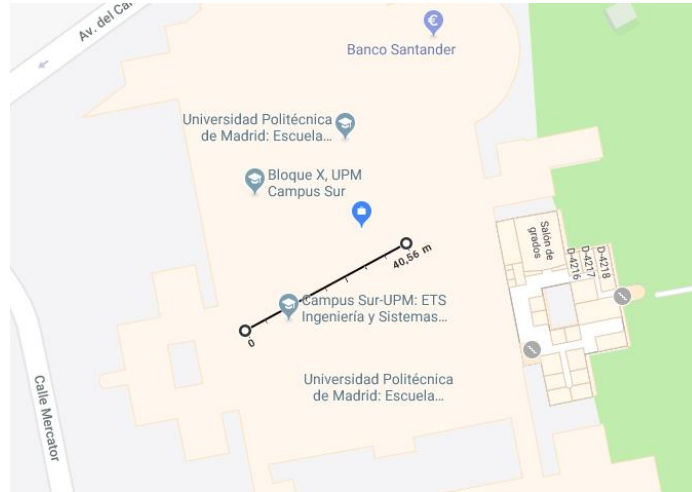 Av. del Ca
Banco Santander
Universidad Politécnica
de Madrid: Escuela...
Bloque X, UPM
Campus Sur
Salón de
grados
D-4218
D-4217
D-4216
40,56 m
0
Campus Sur-UPM: ETS
Ingeniería y Sistemas...
Universidad Politécnica
de Madrid: Escuela...
Calle Mercator